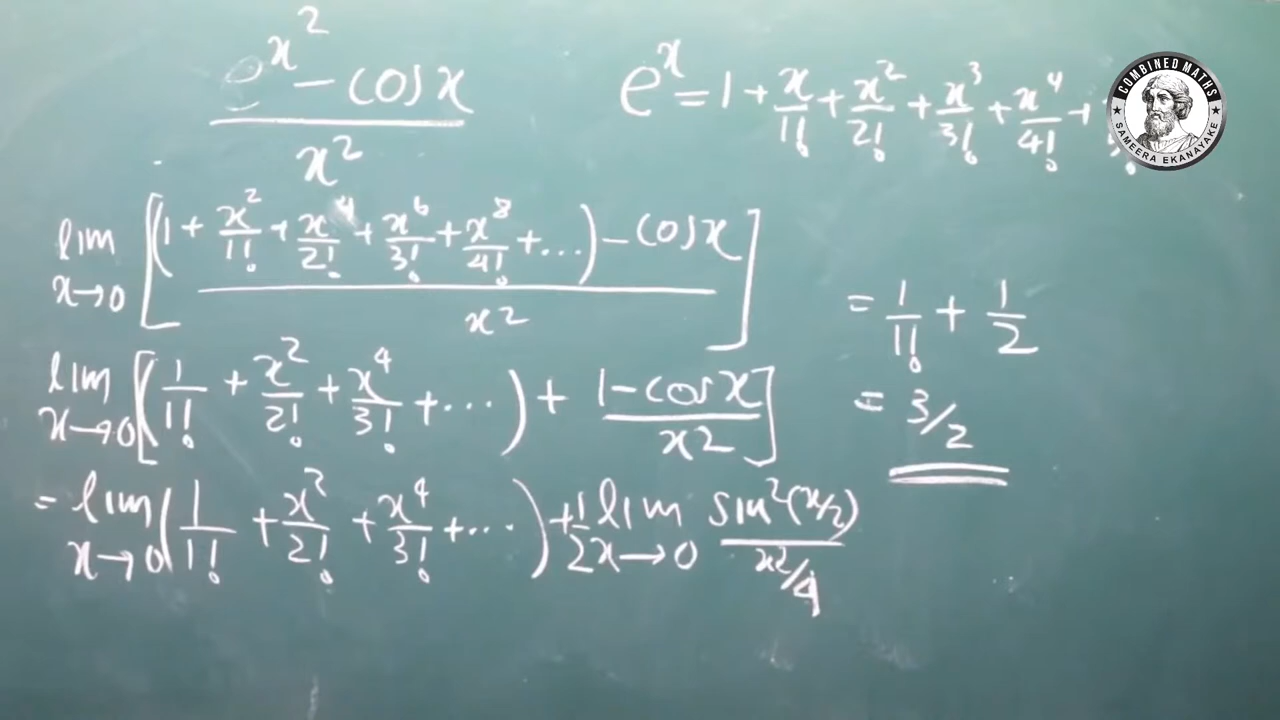 e^{x^2} - cos x / x^2
e^x = 1 + x/1! + x^2/2! + x^3/3! + x^4/4! +
COMBINED MATHS
SAMEERA EKANAYAKE
lim x→0 [ (1 + x^2/1! + x^4/2! + x^6/3! + x^8/4! + ...) - cos x / x^2 ]
lim x→0 [ ( 1/1! + x^2/2! + x^4/3! + ... ) + 1 - cos x / x^2 ]
= lim x→0 ( 1/1! + x^2/2! + x^4/3! + ... ) + 1/2 lim x→0 sin^2(x/2) / x^2/4
= 1/1! + 1/2
= 3/2